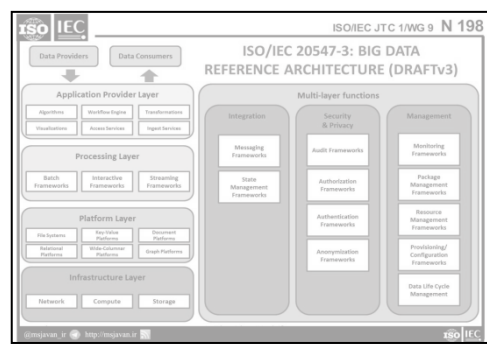 ISO IEC
ISO/IEC JTC 1/WG 9 N 198
ISO/IEC 20547-3: BIG DATA
REFERENCE ARCHITECTURE (DRAFTv3)
Data Providers
Data Consumers
Application Provider Layer
Algorithms
Workflow Engine
Transformations
Visualizations
Access Services
Ingest Services
Processing Layer
Batch
Frameworks
Interactive
Frameworks
Streaming
Frameworks
Platform Layer
File Systems
Key-Value
Platforms
Document
Platforms
Relational
Platforms
Wide-Columnar
Platforms
Graph Platforms
Infrastructure Layer
Network
Compute
Storage
Multi-layer functions
Integration
Messaging
Frameworks
State
Management
Frameworks
Security
& Privacy
Audit Frameworks
Authorization
Frameworks
Authentication
Frameworks
Anonymization
Frameworks
Management
Monitoring
Frameworks
Package
Management
Frameworks
Resource
Management
Frameworks
Provisioning/
Configuration
Frameworks
Data Life Cycle
Management
@msjavan_ir http://msjavan.ir
ISO IEC